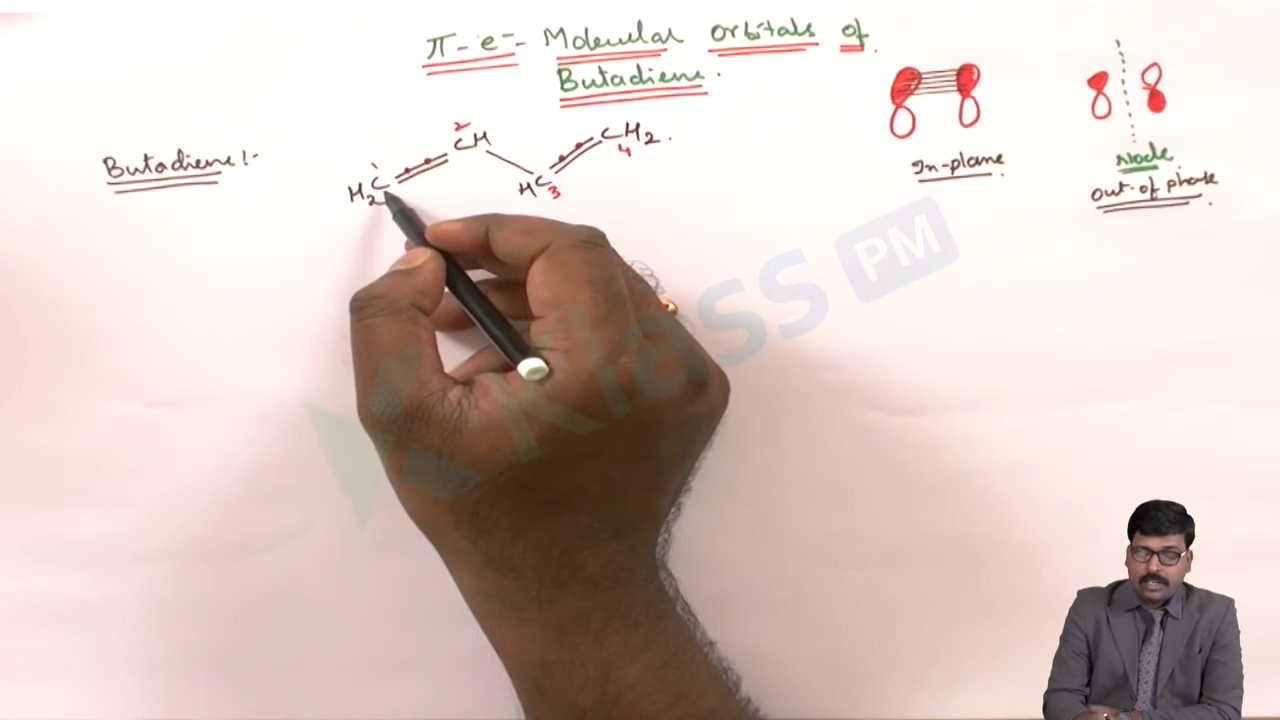 π-e⁻- Molecular orbitals of
Butadiene.
Butadiene!-
H2C 1
CH 2
HC 3
CH2. 4
In-plane
Node
Out-of phase.
Klass PM